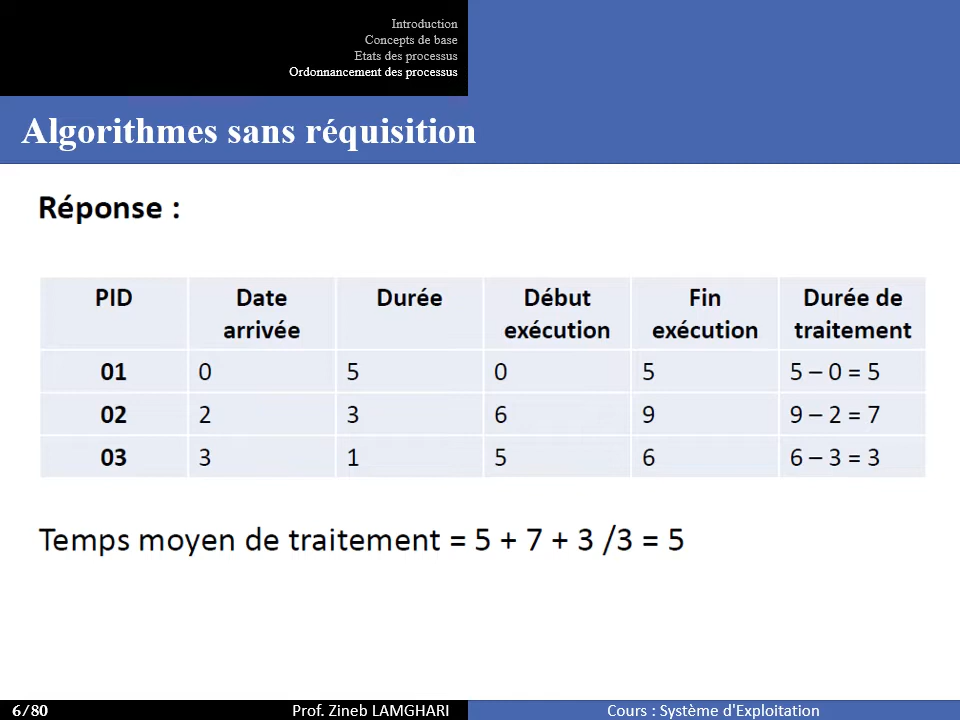 Introduction
Concepts de base
Etats des processus
Ordonnancement des processus
Algorithmes sans réquisition
Réponse :
PID Date arrivée Durée Début exécution Fin exécution Durée de traitement
01 0 5 0 5 5 – 0 = 5
02 2 3 6 9 9 – 2 = 7
03 3 1 5 6 6 – 3 = 3
Temps moyen de traitement = 5 + 7 + 3 /3 = 5
6/80 Prof. Zineb LAMGHARI Cours : Système d'Exploitation